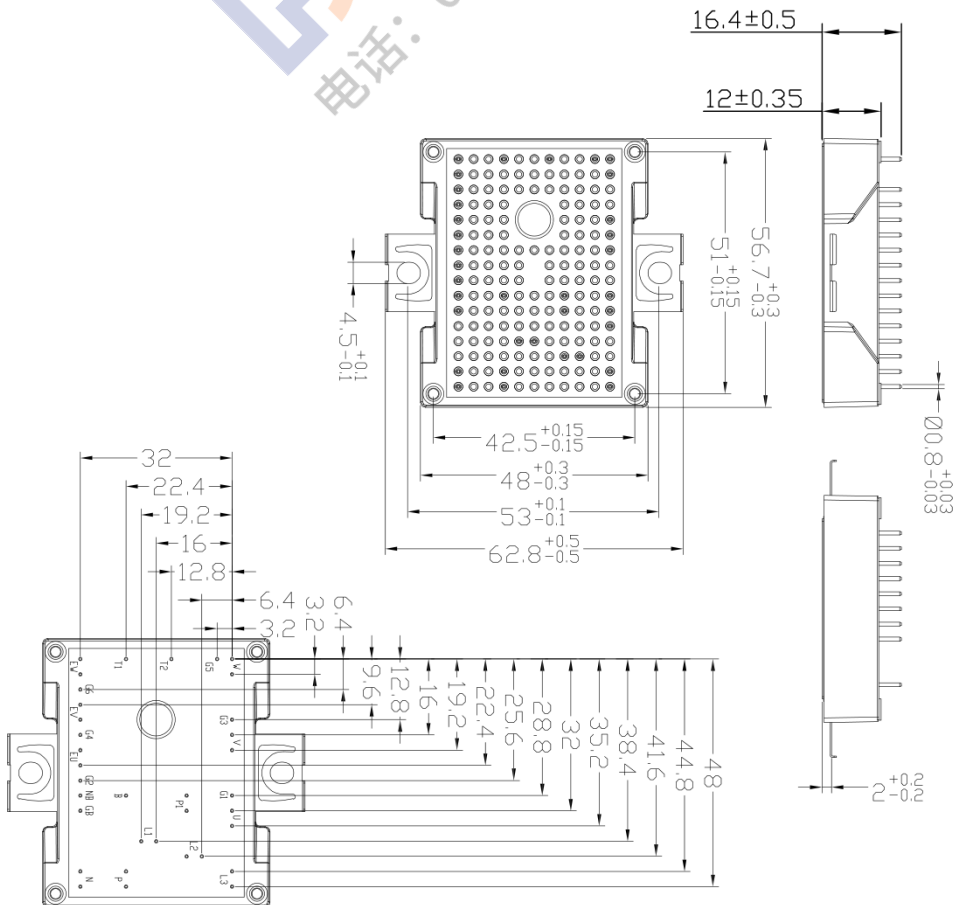 电话:
16.4±0.5
12±0.35
56.7+0.3-0.3
51+0.15-0.15
4.5+0.1-0.1
42.5+0.15-0.15
48+0.3-0.3
53+0.1-0.1
62.8+0.5-0.5
Ø0.8+0.03-0.03
2+0.2-0.2
32
22.4
19.2
16
12.8
6.4
3.2
3.2
6.4
9.6
12.8
16
19.2
22.4
25.6
28.8
32
35.2
38.4
41.6
44.8
48
EW T1 T2 G5 W
G6
EV G3
G4 V
EU
G2
NB B P1 G1
GB U
L1
L2
N P L3